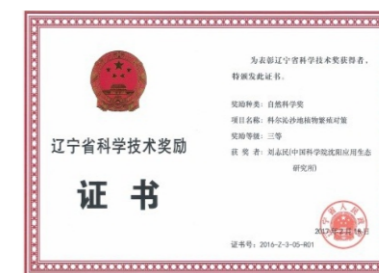 辽宁省科学技术奖励
证书
为表彰辽宁省科学技术奖获得者，
特颁发此证书。
奖励种类：自然科学奖
项目名称：科尔沁沙地植物繁殖对策
奖励等级：三等
获奖者：刘志民(中国科学院沈阳应用生态
研究所)
证书号：2016-Z-3-05-R01